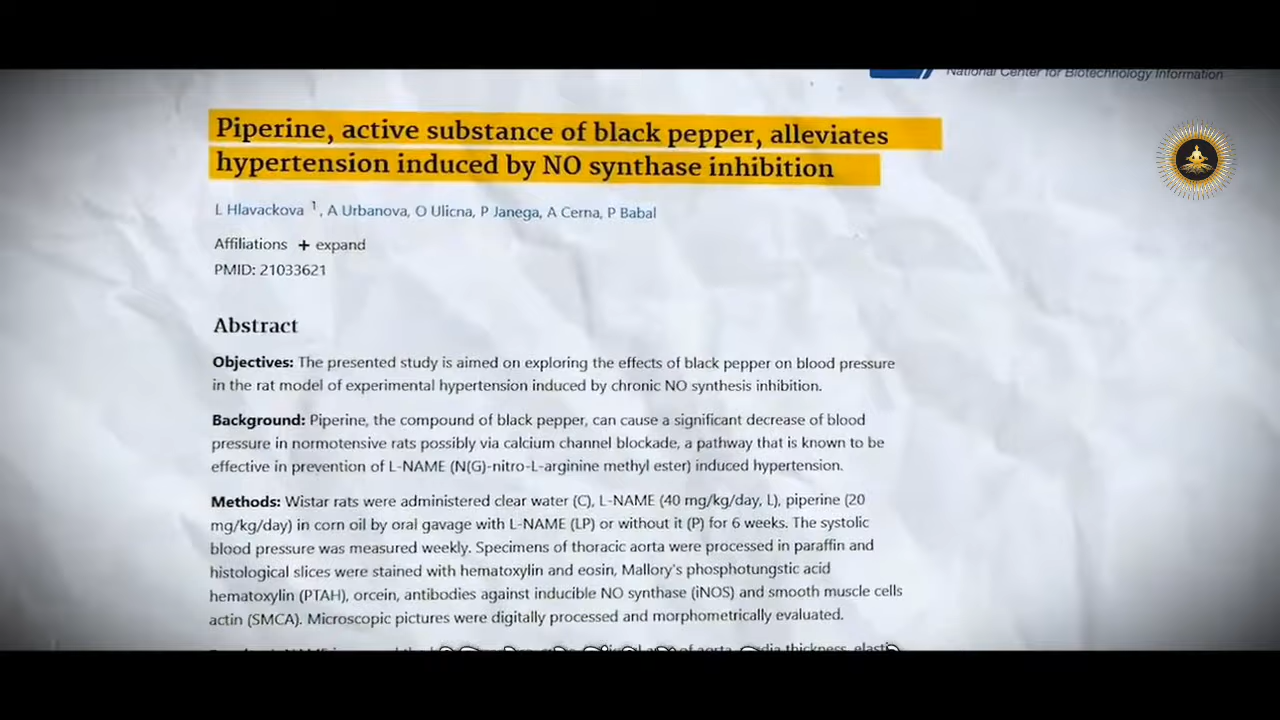 National Center for Biotechnology Information
Piperine, active substance of black pepper, alleviates
hypertension induced by NO synthase inhibition
L Hlavackova 1, A Urbanova, O Ulicna, P Janega, A Cerna, P Babal
Affiliations + expand
PMID: 21033621
Abstract
Objectives: The presented study is aimed on exploring the effects of black pepper on blood pressure
in the rat model of experimental hypertension induced by chronic NO synthesis inhibition.
Background: Piperine, the compound of black pepper, can cause a significant decrease of blood
pressure in normotensive rats possibly via calcium channel blockade, a pathway that is known to be
effective in prevention of L-NAME (N(G)-nitro-L-arginine methyl ester) induced hypertension.
Methods: Wistar rats were administered clear water (C), L-NAME (40 mg/kg/day, L), piperine (20
mg/kg/day) in corn oil by oral gavage with L-NAME (LP) or without it (P) for 6 weeks. The systolic
blood pressure was measured weekly. Specimens of thoracic aorta were processed in paraffin and
histological slices were stained with hematoxylin and eosin, Mallory's phosphotungstic acid
hematoxylin (PTAH), orcein, antibodies against inducible NO synthase (iNOS) and smooth muscle cells
actin (SMCA). Microscopic pictures were digitally processed and morphometrically evaluated.
of aorta, media thickness,